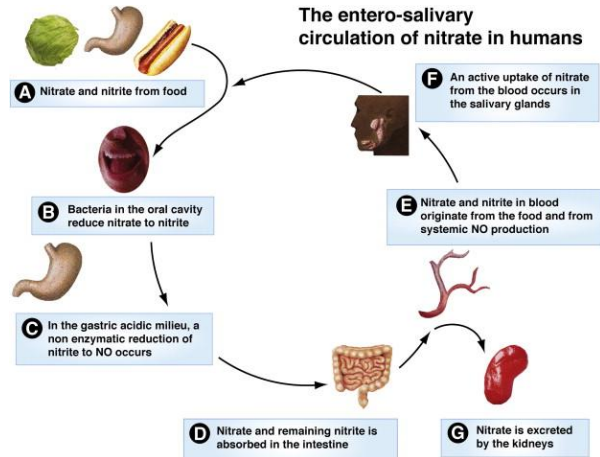 The entero-salivary
circulation of nitrate in humans
A Nitrate and nitrite from food
B Bacteria in the oral cavity
reduce nitrate to nitrite
C In the gastric acidic milieu, a
non enzymatic reduction of
nitrite to NO occurs
D Nitrate and remaining nitrite is
absorbed in the intestine
E Nitrate and nitrite in blood
originate from the food and from
systemic NO production
F An active uptake of nitrate
from the blood occurs in
the salivary glands
G Nitrate is excreted
by the kidneys